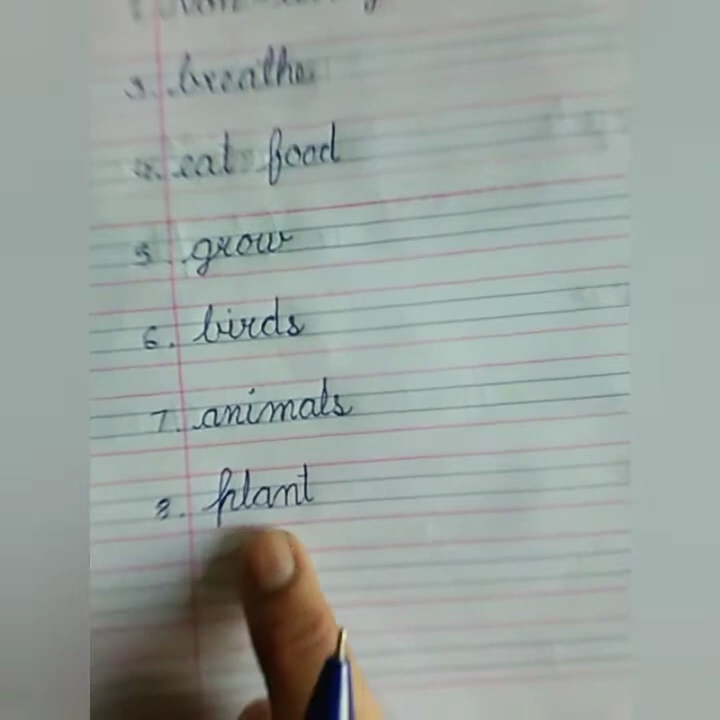 3. breathe
4. eat food
5. grow
6. birds
7. animals
8. plant